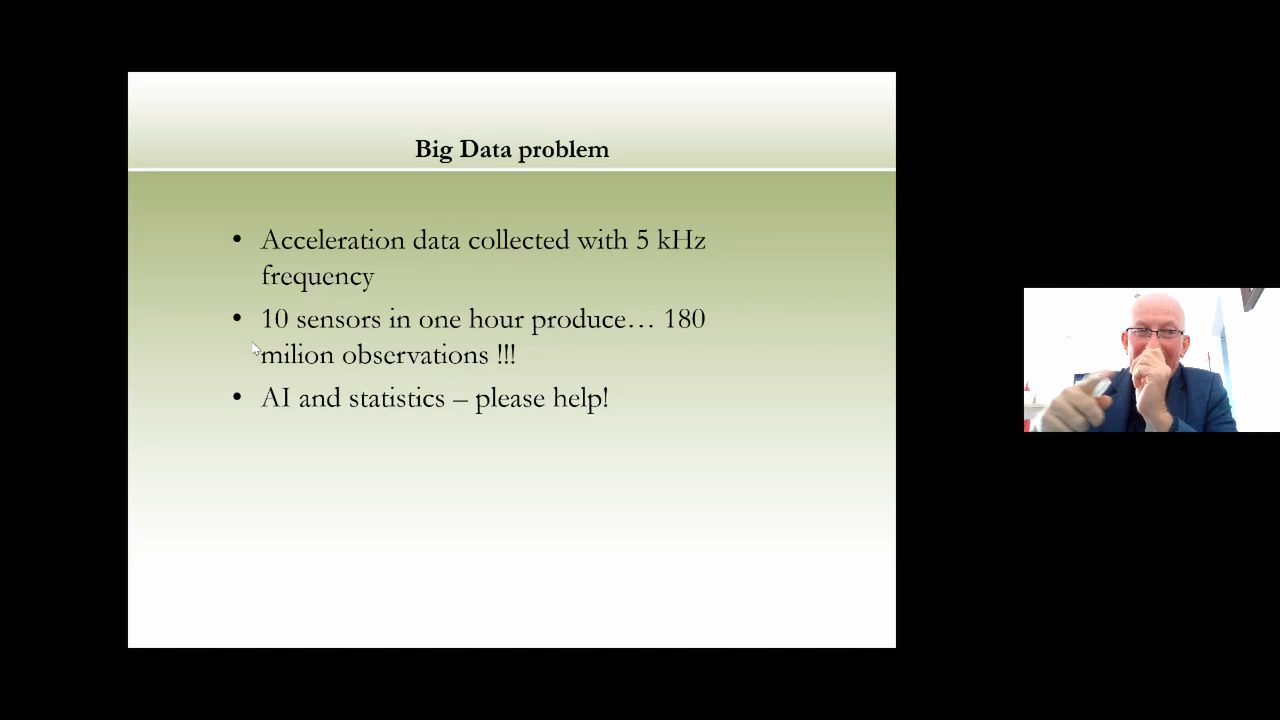 Big Data problem
• Acceleration data collected with 5 kHz
frequency
• 10 sensors in one hour produce… 180
milion observations !!!
• AI and statistics – please help!